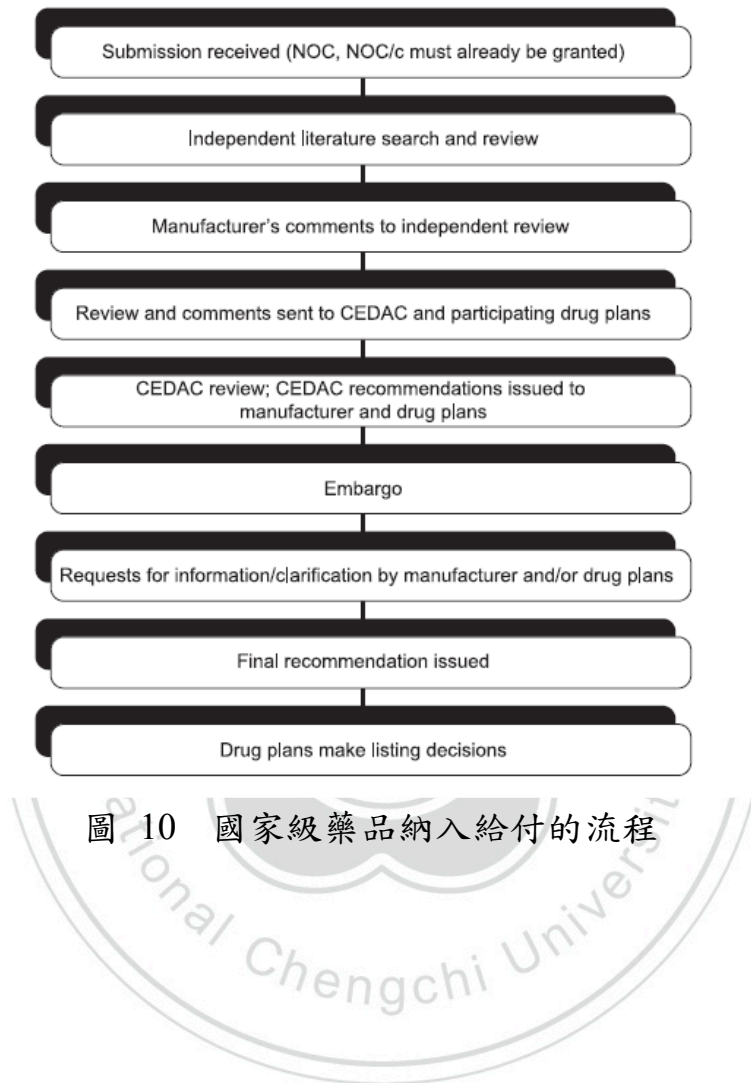 Submission received (NOC, NOC/c must already be granted)
Independent literature search and review
Manufacturer's comments to independent review
Review and comments sent to CEDAC and participating drug plans
CEDAC review; CEDAC recommendations issued to
manufacturer and drug plans
Embargo
Requests for information/clarification by manufacturer and/or drug plans
Final recommendation issued
Drug plans make listing decisions
圖 10 國家級藥品納入給付的流程
ational Chengchi Universit